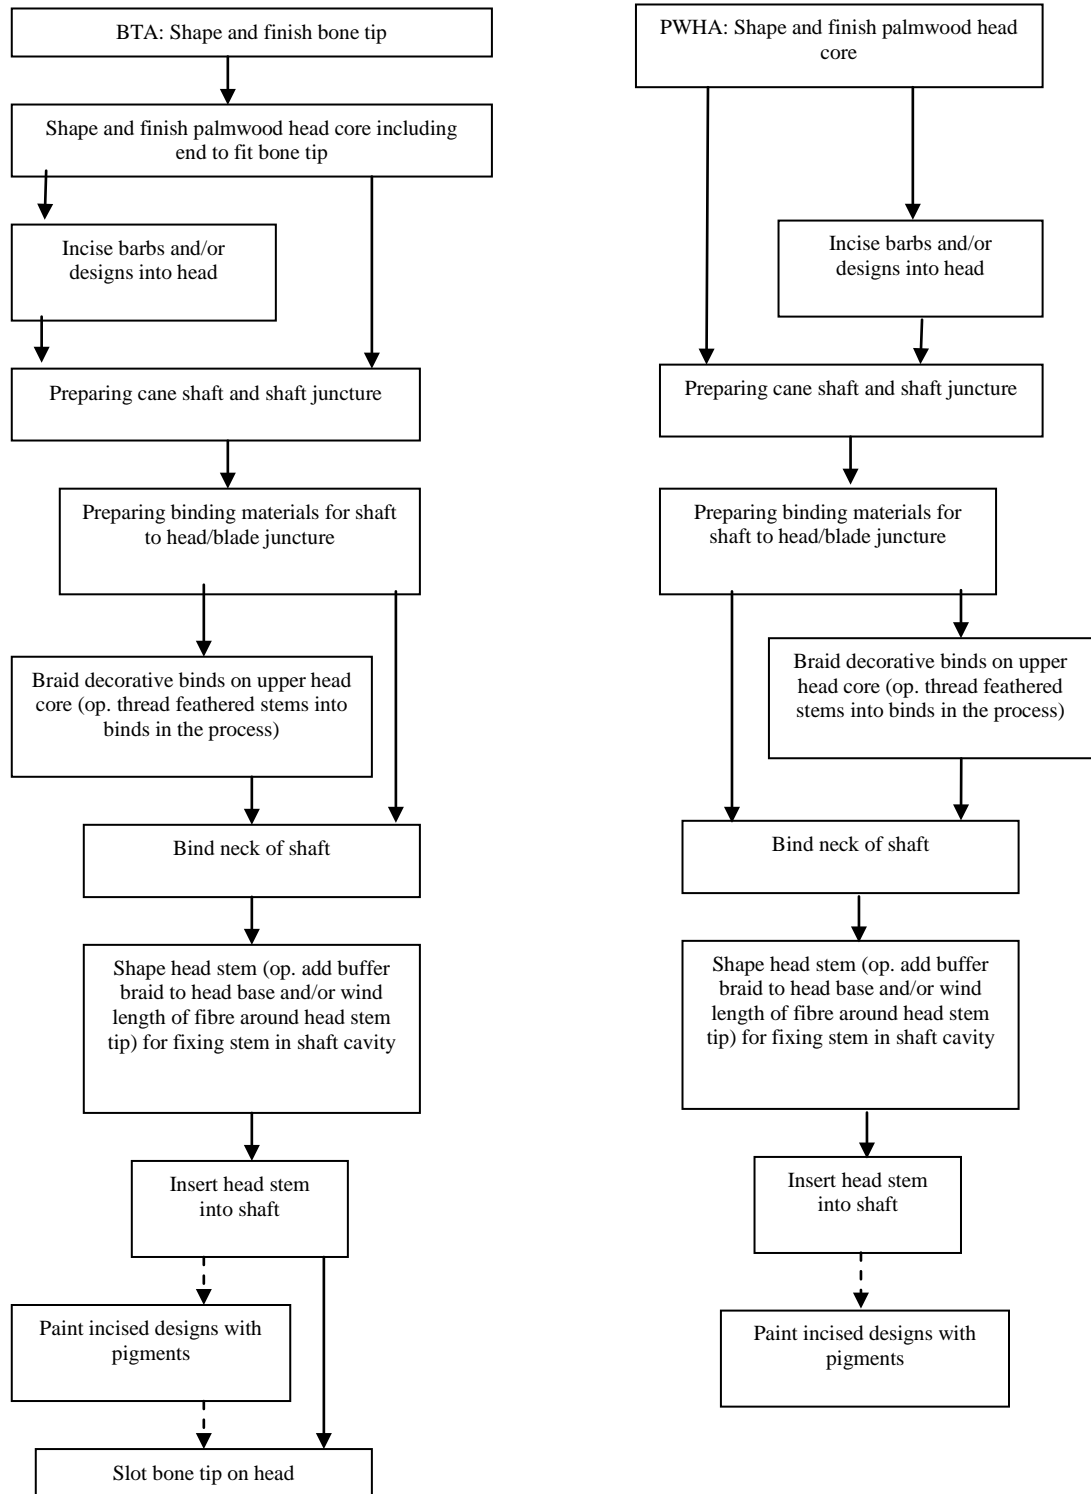 BTA: Shape and finish bone tip
Shape and finish palmwood head core including
end to fit bone tip
Incise barbs and/or
designs into head
Preparing cane shaft and shaft juncture
Preparing binding materials for shaft
to head/blade juncture
Braid decorative binds on upper head
core (op. thread feathered stems into
binds in the process)
Bind neck of shaft
Shape head stem (op. add buffer
braid to head base and/or wind
length of fibre around head stem
tip) for fixing stem in shaft cavity
Insert head stem
into shaft
Paint incised designs with
pigments
Slot bone tip on head
PWHA: Shape and finish palmwood head
core
Incise barbs and/or
designs into head
Preparing cane shaft and shaft juncture
Preparing binding materials for
shaft to head/blade juncture
Braid decorative binds on upper
head core (op. thread feathered
stems into binds in the process)
Bind neck of shaft
Shape head stem (op. add buffer
braid to head base and/or wind
length of fibre around head stem
tip) for fixing stem in shaft cavity
Insert head stem
into shaft
Paint incised designs with
pigments